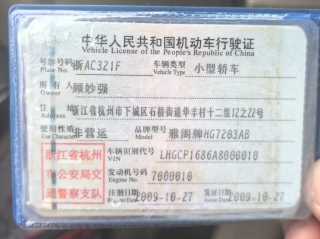 中华人民共和国机动车行驶证
Vehicle License of the People's Republic of China
号牌号码 浙AC321F 车辆类型 小型轿车
Plate No. Vehicle Type
所有人 顾妙强
Owner
住址 浙江省杭州市下城区石桥街道华丰村十二组12之22号
Address
使用性质 非营运 品牌型号 雅阁牌HG7203AB
Use Character Model
浙江省杭州 车辆识别代号 LHGCP1686A8000010
VIN
市公安局交 发动机号码 7000010
Engine No.
通警察支队 注册日期 2009-10-27 发证日期 2009-10-27
Register Date Issue Date